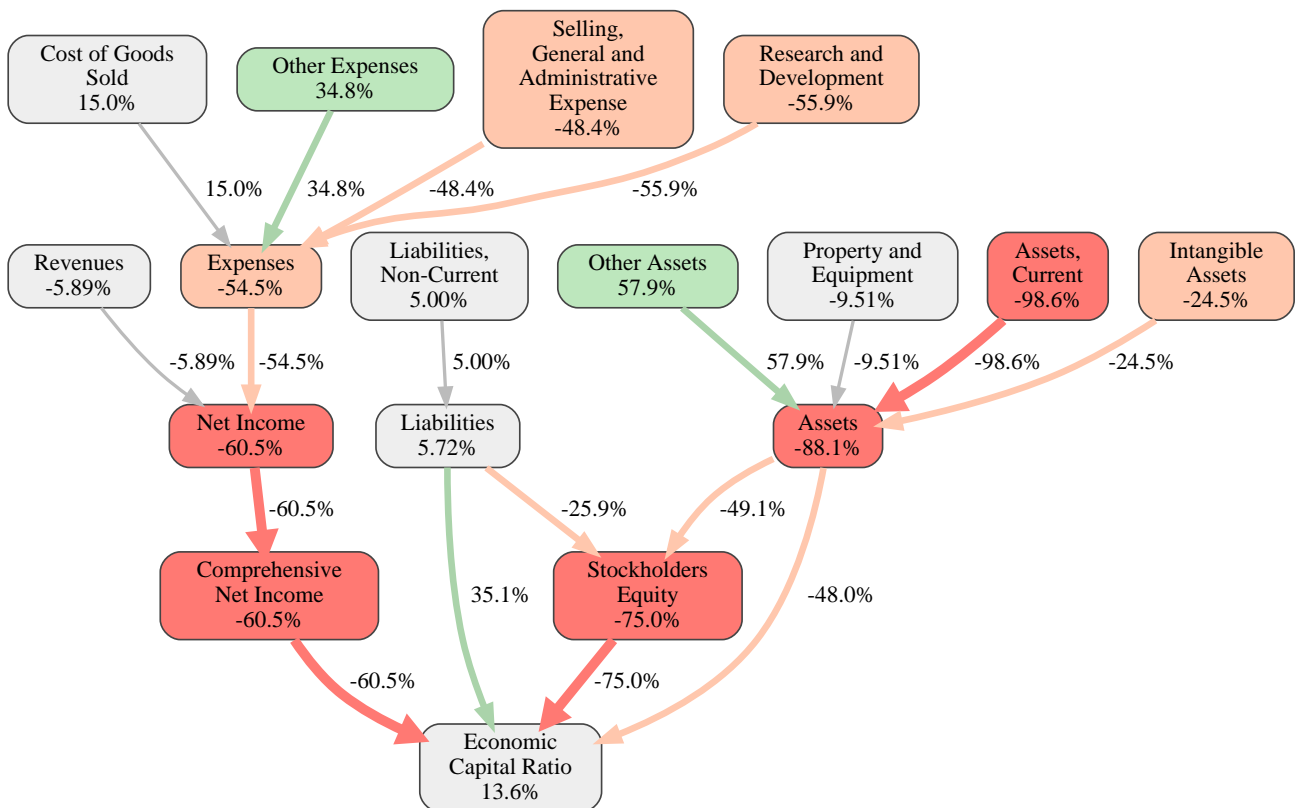 Cost of Goods
Sold
15.0%
Other Expenses
34.8%
Selling,
General and
Administrative
Expense
-48.4%
Research and
Development
-55.9%
15.0%
34.8%
-48.4%
-55.9%
Revenues
-5.89%
Expenses
-54.5%
Liabilities,
Non-Current
5.00%
Other Assets
57.9%
Property and
Equipment
-9.51%
Assets,
Current
-98.6%
Intangible
Assets
-24.5%
-5.89%
-54.5%
5.00%
57.9%
-9.51%
-98.6%
-24.5%
Net Income
-60.5%
Liabilities
5.72%
Assets
-88.1%
-60.5%
-25.9%
-49.1%
Comprehensive
Net Income
-60.5%
35.1%
Stockholders
Equity
-75.0%
-48.0%
-60.5%
-75.0%
Economic
Capital Ratio
13.6%